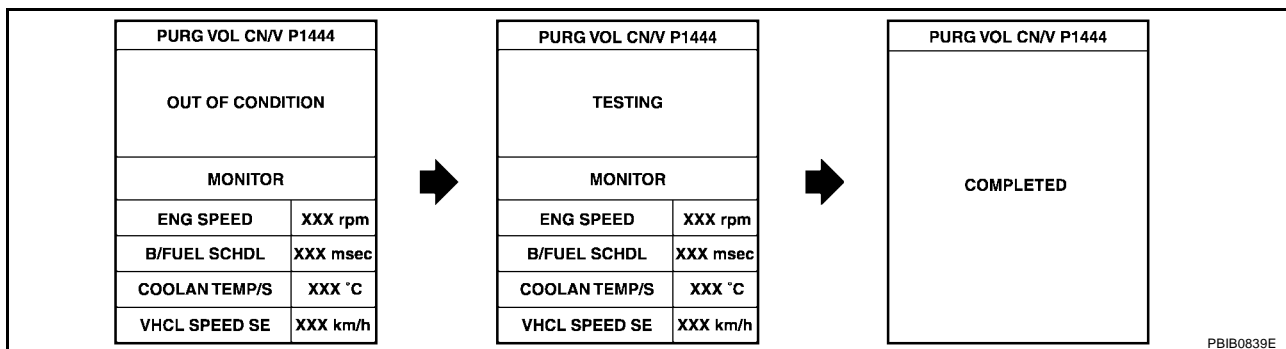 PURG VOL CN/V P1444
OUT OF CONDITION
MONITOR
ENG SPEED XXX rpm
B/FUEL SCHDL XXX msec
COOLAN TEMP/S XXX °C
VHCL SPEED SE XXX km/h
PURG VOL CN/V P1444
TESTING
MONITOR
ENG SPEED XXX rpm
B/FUEL SCHDL XXX msec
COOLAN TEMP/S XXX °C
VHCL SPEED SE XXX km/h
PURG VOL CN/V P1444
COMPLETED
PBIB0839E